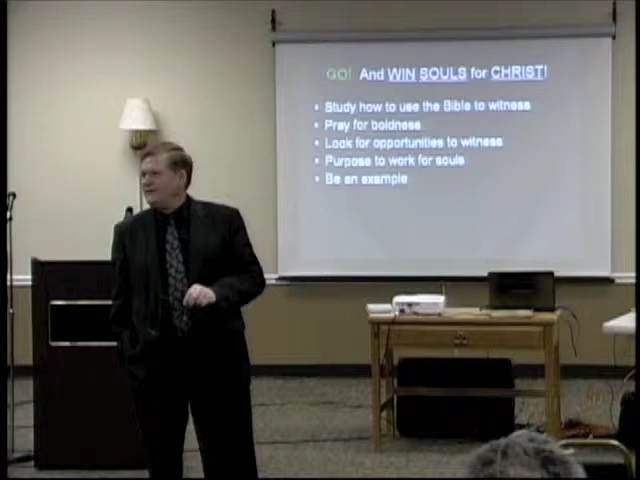 GO! And WIN SOULS for CHRIST!
• Study how to use the Bible to witness
• Pray for boldness
• Look for opportunities to witness
• Purpose to work for souls
• Be an example